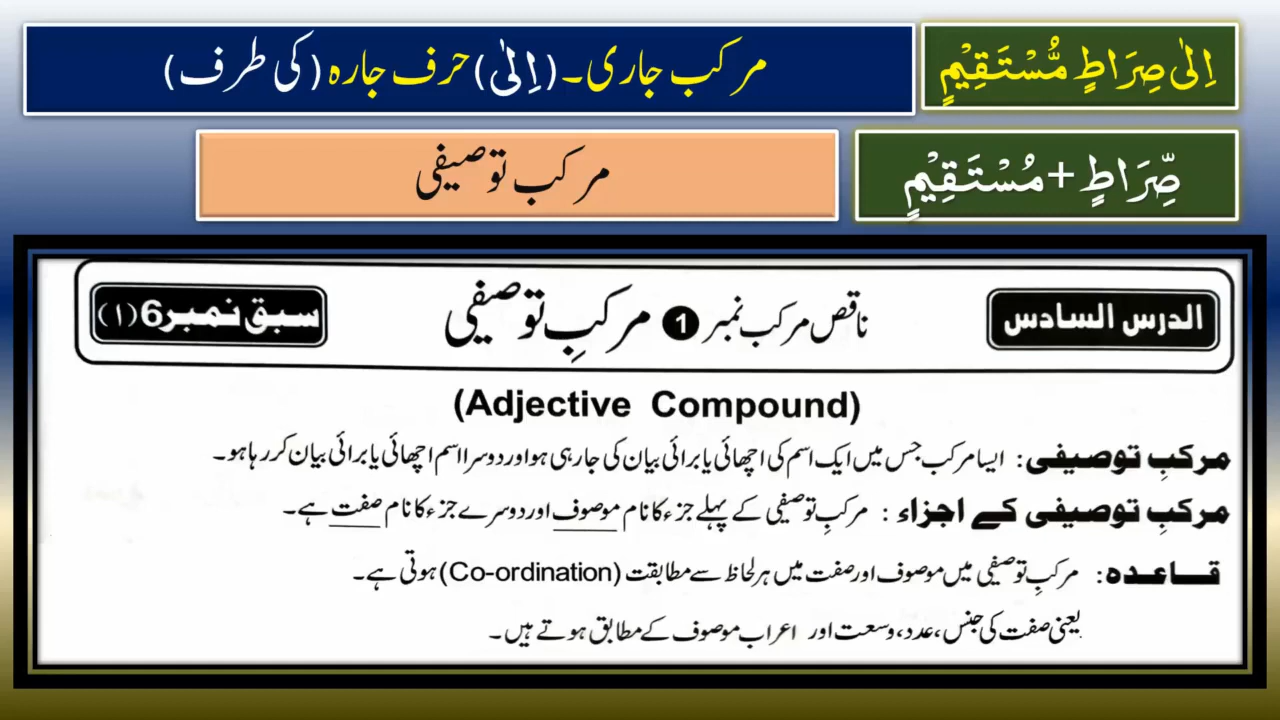 اِلٰی صِرَاطٍ مُّسْتَقِیْمٍ
مرکب جاری۔(اِلیٰ) حرف جارہ (کی طرف)
صِّرَاطٍ+مُسْتَقِیْمٍ
مرکب توصیفی
الدرس السادس
ناقص مرکب نمبر 1 مرکبِ توصیفی
سبق نمبر6(۱)
(Adjective Compound)
مرکبِ توصیفی: ایسا مرکب جس میں ایک اسم کی اچھائی یا برائی بیان کی جارہی ہو اور دوسرا اسم اچھائی یا برائی بیان کر رہا ہو۔
مرکبِ توصیفی کے اجزاء: مرکبِ توصیفی کے پہلے جزء کا نام موصوف اور دوسرے جزء کا نام صفت ہے۔
قاعدہ: مرکبِ توصیفی میں موصوف اور صفت میں ہر لحاظ سے مطابقت (Co-ordination) ہوتی ہے۔
یعنی صفت کی جنس، عدد، وسعت اور اعراب موصوف کے مطابق ہوتے ہیں۔